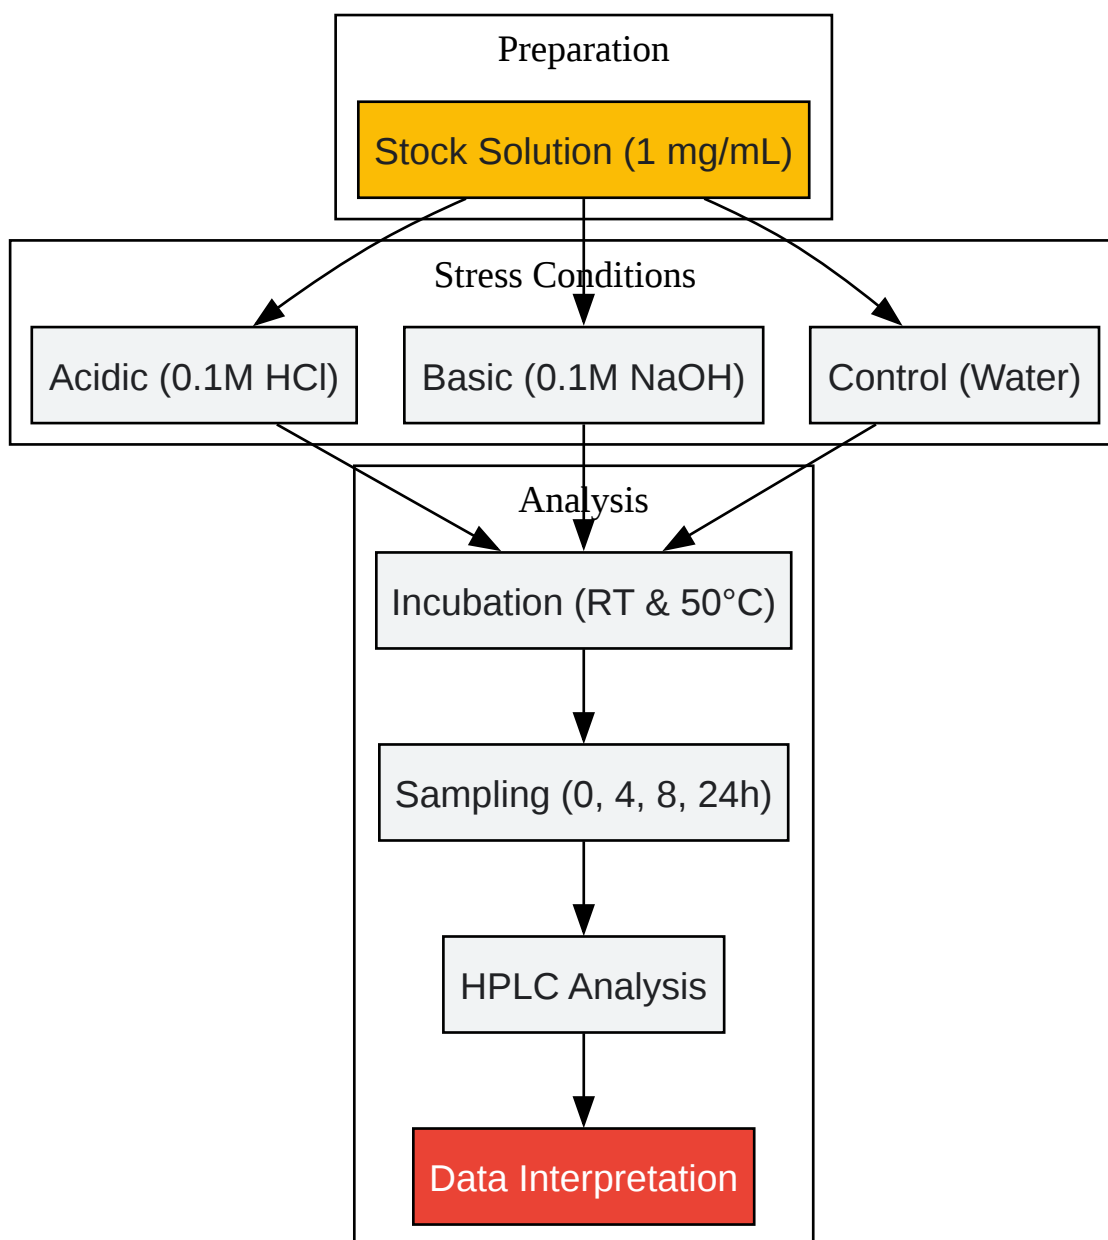 Preparation
Stock Solution (1 mg/mL)
Stress Conditions
Acidic (0.1M HCl)
Basic (0.1M NaOH)
Control (Water)
Analysis
Incubation (RT & 50°C)
Sampling (0, 4, 8, 24h)
HPLC Analysis
Data Interpretation